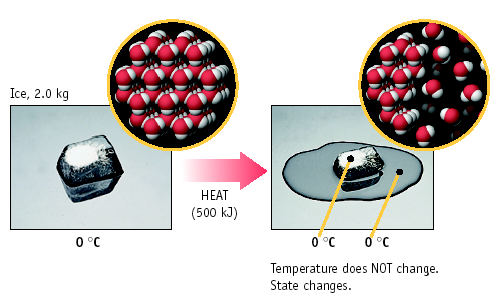 Ice, 2.0 kg
HEAT
(500 kJ)
0 °C
0 °C
0 °C
Temperature does NOT change.
State changes.